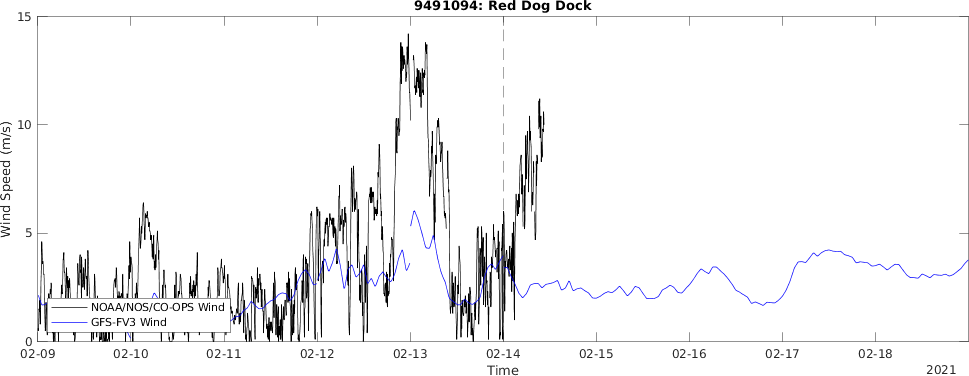 9491094: Red Dog Dock
15
10
5
0
Wind Speed (m/s)
NOAA/NOS/CO-OPS Wind
GFS-FV3 Wind
02-09 02-10 02-11 02-12 02-13 02-14 02-15 02-16 02-17 02-18
Time
2021